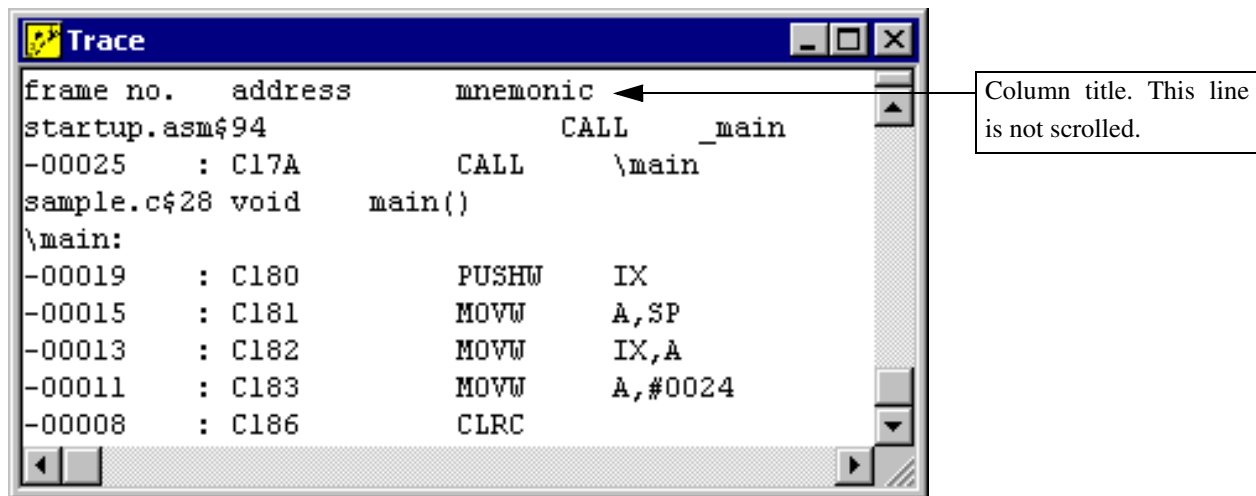 Trace
frame no. address mnemonic
startup.asm$94 CALL _main
-00025 : C17A CALL \main
sample.c$28 void main()
\main:
-00019 : C180 PUSHW IX
-00015 : C181 MOVW A,SP
-00013 : C182 MOVW IX,A
-00011 : C183 MOVW A,#0024
-00008 : C186 CLRC
Column title. This line
is not scrolled.